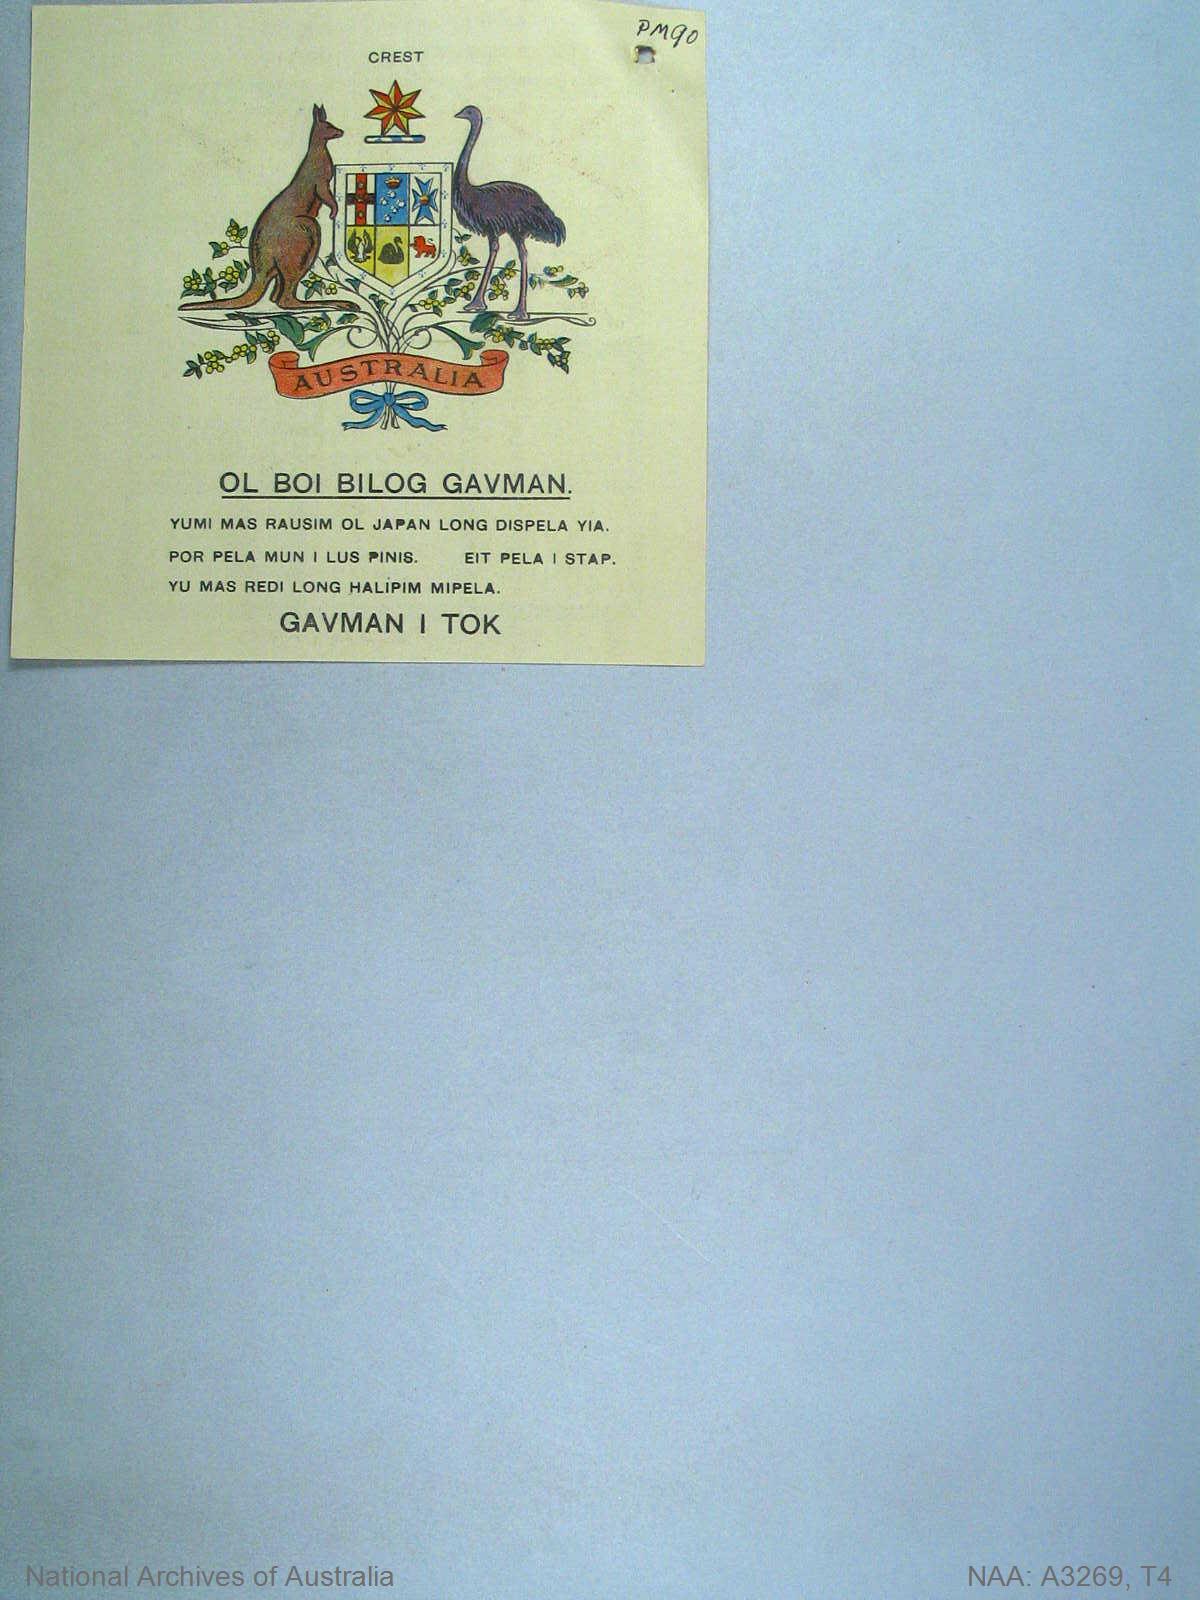 PM90
CREST
AUSTRALIA
OL BOI BILOG GAVMAN.
YUMI MAS RAUSIM OL JAPAN LONG DISPELA YIA.
POR PELA MUN I LUS PINIS. EIT PELA I STAP.
YU MAS REDI LONG HALIPIM MIPELA.
GAVMAN I TOK
National Archives of Australia
NAA: A3269, T4